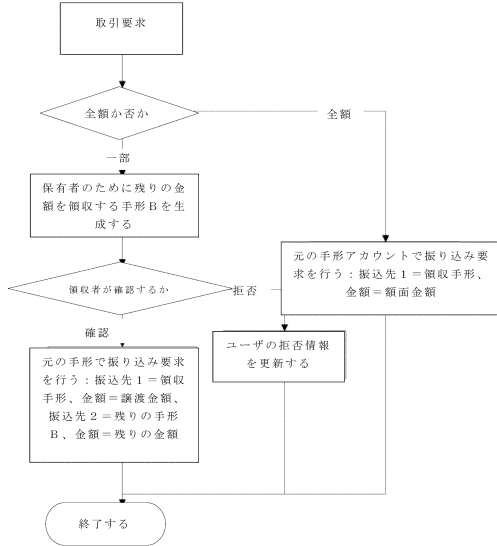 取引要求
全額か否か
全額
一部
保有者のために残りの金
額を領収する手形Bを生
成する
元の手形アカウントで振り込み要
求を行う：振込先1＝領収手形、
金額＝額面金額
領収者が確認するか
拒否
確認
ユーザの拒否情報
を更新する
元の手形で振り込み要求
を行う：振込先1＝領収
手形、金額＝譲渡金額、
振込先2＝残りの手形
B、金額＝残りの金額
終了する